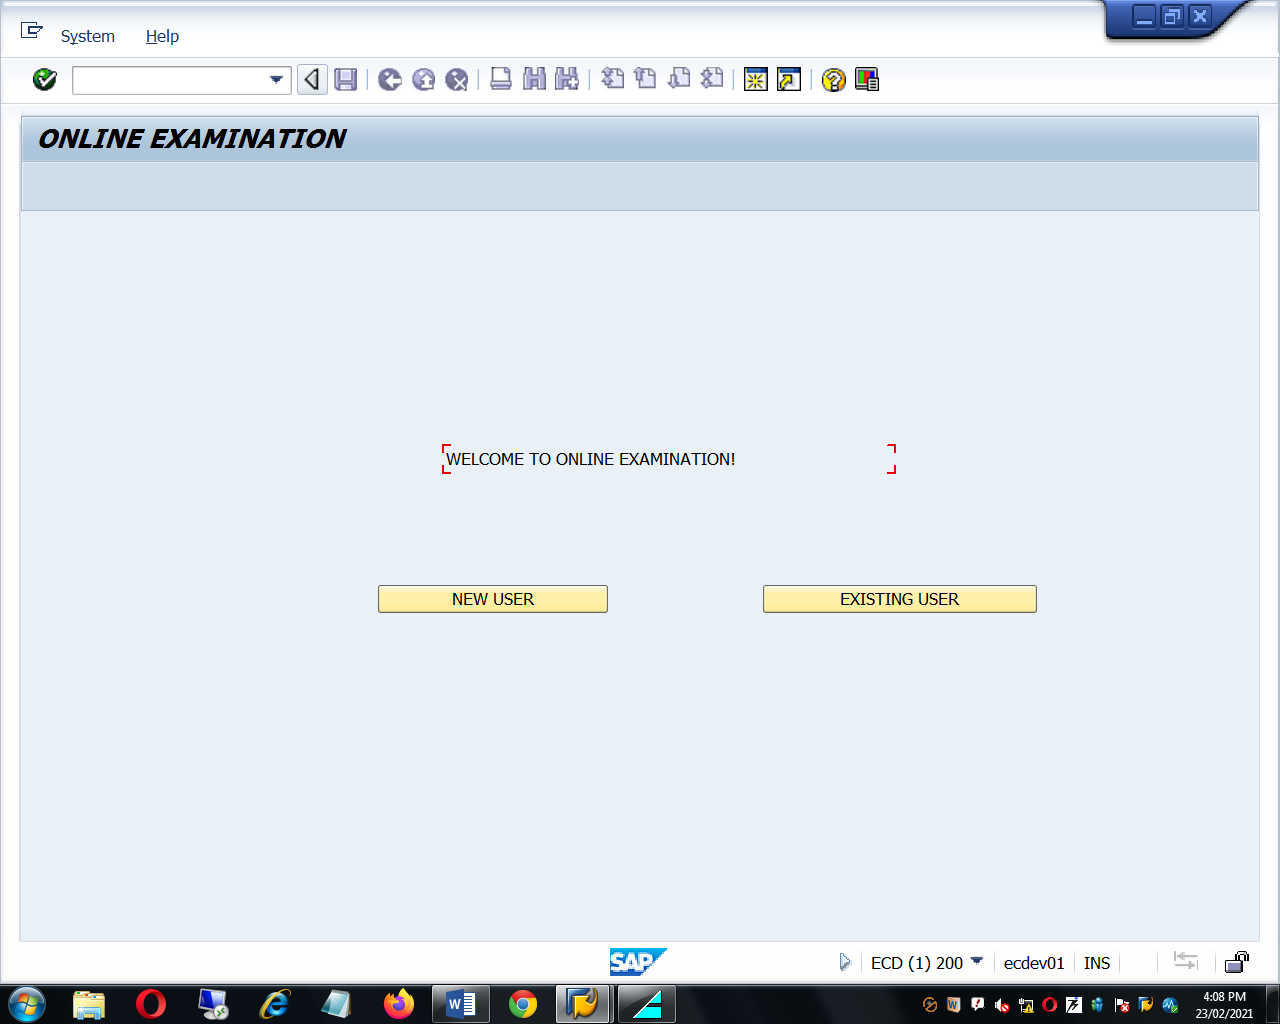 System Help
ONLINE EXAMINATION
WELCOME TO ONLINE EXAMINATION!
NEW USER EXISTING USER
SAP ECD (1) 200 ecdev01 INS
4:08 PM
23/02/2021